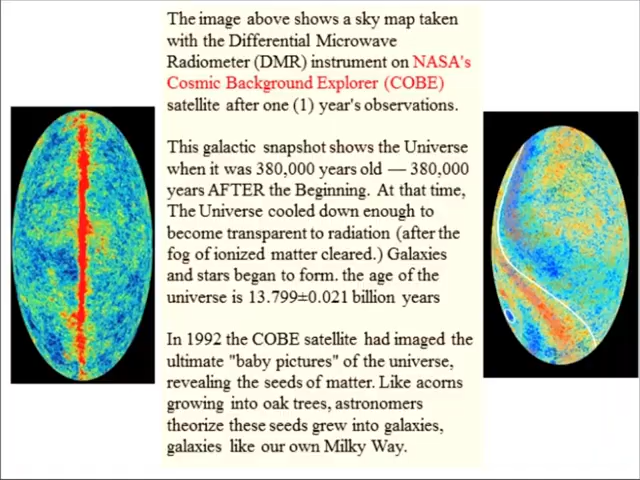 The image above shows a sky map taken
with the Differential Microwave
Radiometer (DMR) instrument on NASA's
Cosmic Background Explorer (COBE)
satellite after one (1) year's observations.
This galactic snapshot shows the Universe
when it was 380,000 years old — 380,000
years AFTER the Beginning. At that time,
The Universe cooled down enough to
become transparent to radiation (after the
fog of ionized matter cleared.) Galaxies
and stars began to form. the age of the
universe is 13.799±0.021 billion years
In 1992 the COBE satellite had imaged the
ultimate "baby pictures" of the universe,
revealing the seeds of matter. Like acorns
growing into oak trees, astronomers
theorize these seeds grew into galaxies,
galaxies like our own Milky Way.